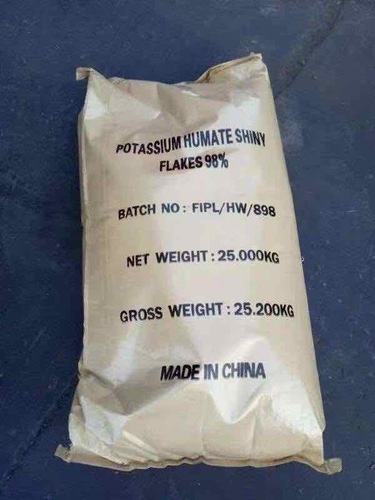 POTASSIUM HUMATE SHINY
FLAKES 98%
BATCH NO : FIPL/HW/898
NET WEIGHT : 25.000KG
GROSS WEIGHT : 25.200KG
MADE IN CHINA